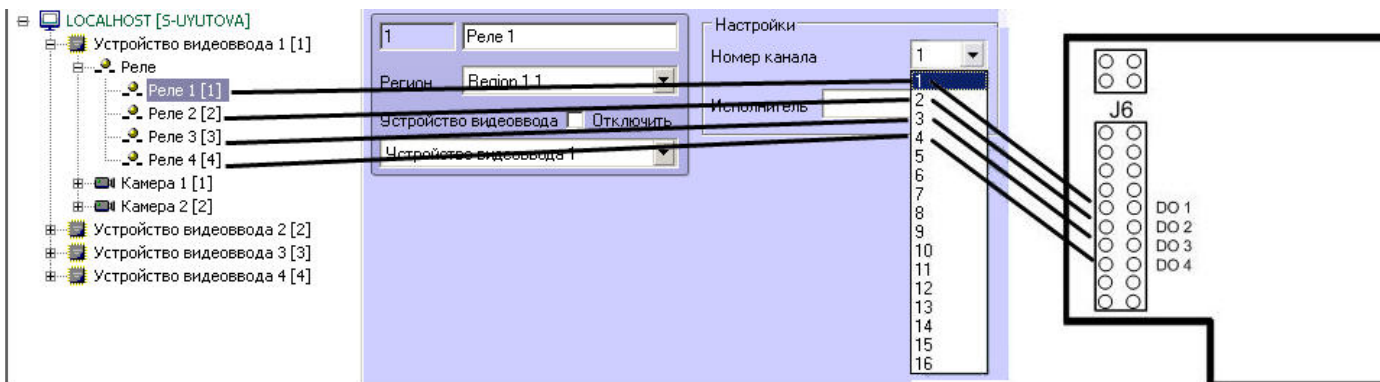 LOCALHOST [S-UYUTOVA]
Устройство видеоввода 1 [1]
Реле
Реле 1 [1]
Реле 2 [2]
Реле 3 [3]
Реле 4 [4]
Камера 1 [1]
Камера 2 [2]
Устройство видеоввода 2 [2]
Устройство видеоввода 3 [3]
Устройство видеоввода 4 [4]
1
Реле 1
Регион
Region 1.1
Устройство видеоввода
Отключить
Устройство видеоввода 1
Настройки
Номер канала
1
Исполнитель
1
2
3
4
5
6
7
8
9
10
11
12
13
14
15
16
J6
DO 1
DO 2
DO 3
DO 4